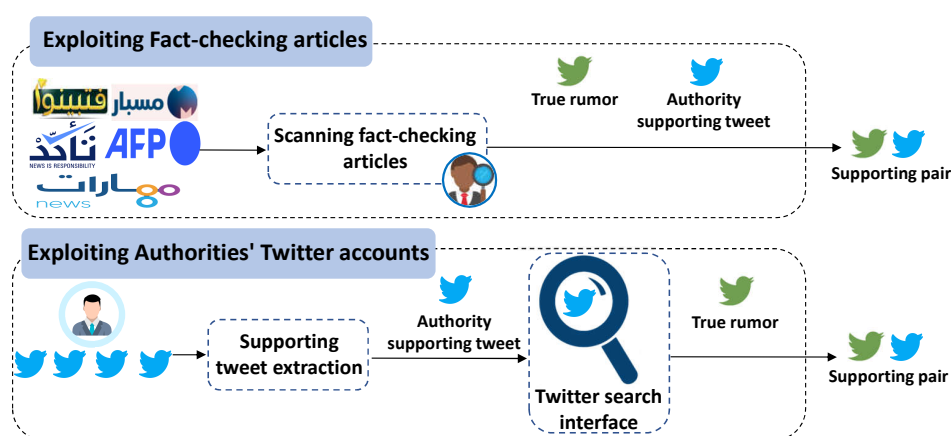 Exploiting Fact-checking articles
فتبينوا
مسبار
تَأكّدْ
NEWS IS RESPONSIBILITY
AFP
مهارات
news
Scanning fact-checking
articles
True rumor
Authority
supporting tweet
Supporting pair
Exploiting Authorities' Twitter accounts
Supporting
tweet extraction
Authority
supporting tweet
Twitter search
interface
True rumor
Supporting pair